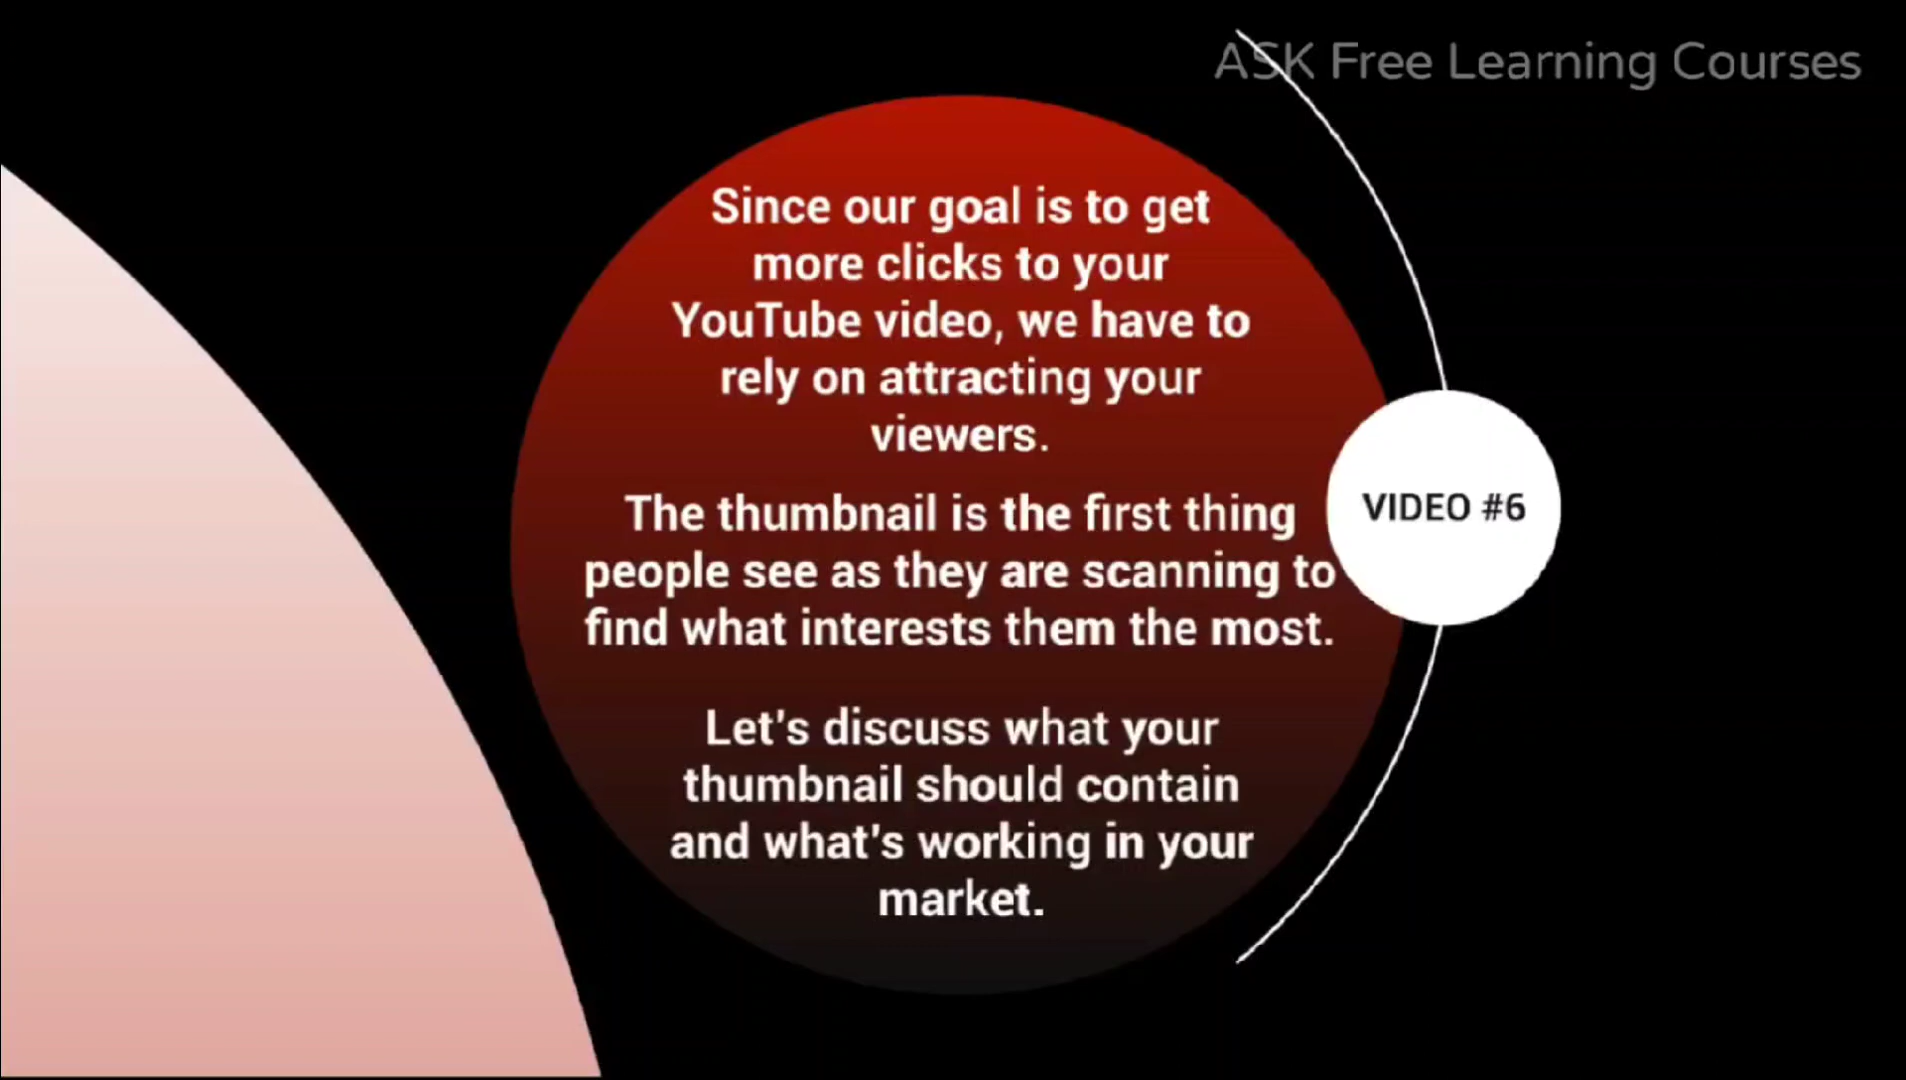 ASK Free Learning Courses
Since our goal is to get
more clicks to your
YouTube video, we have to
rely on attracting your
viewers.
The thumbnail is the first thing
people see as they are scanning to
find what interests them the most.
Let's discuss what your
thumbnail should contain
and what's working in your
market.
VIDEO #6